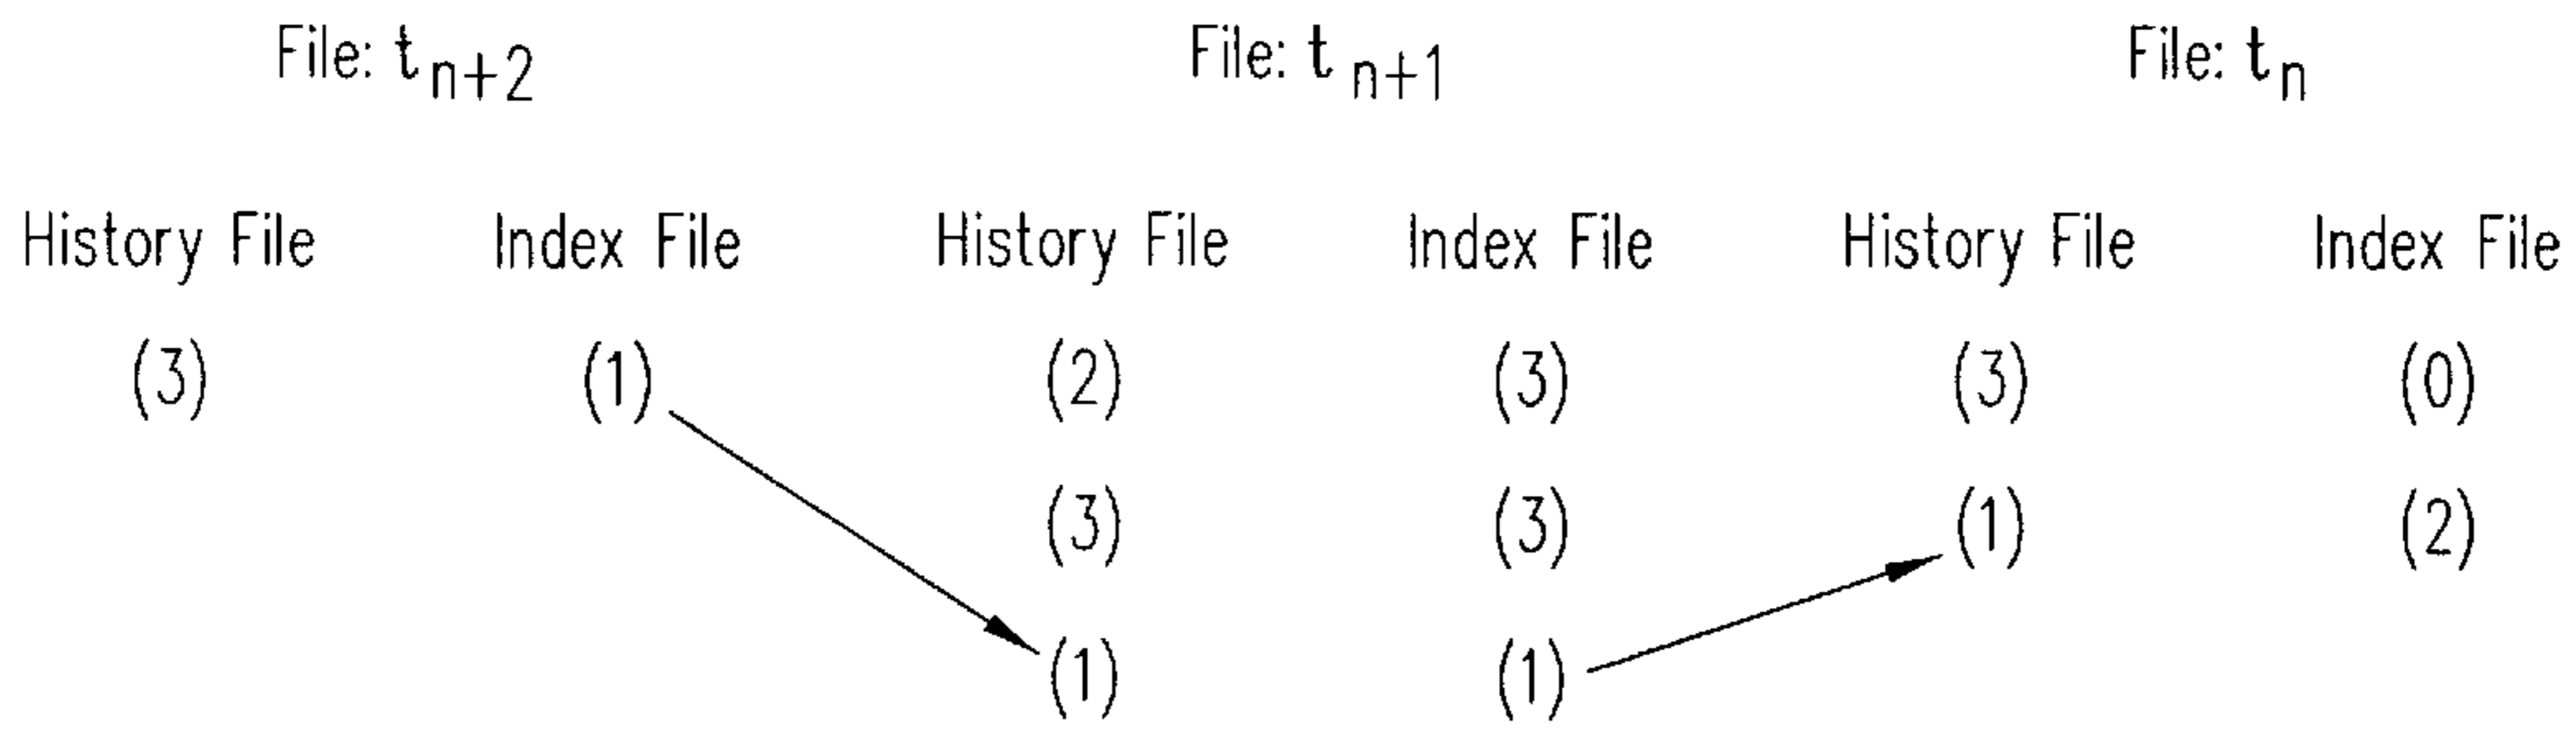 File: t n+2 File: t n+1 File: t n
History File Index File History File Index File History File Index File
(3) (1) (2) (3) (3) (0)
(3) (3) (1) (2)
(1) (1)